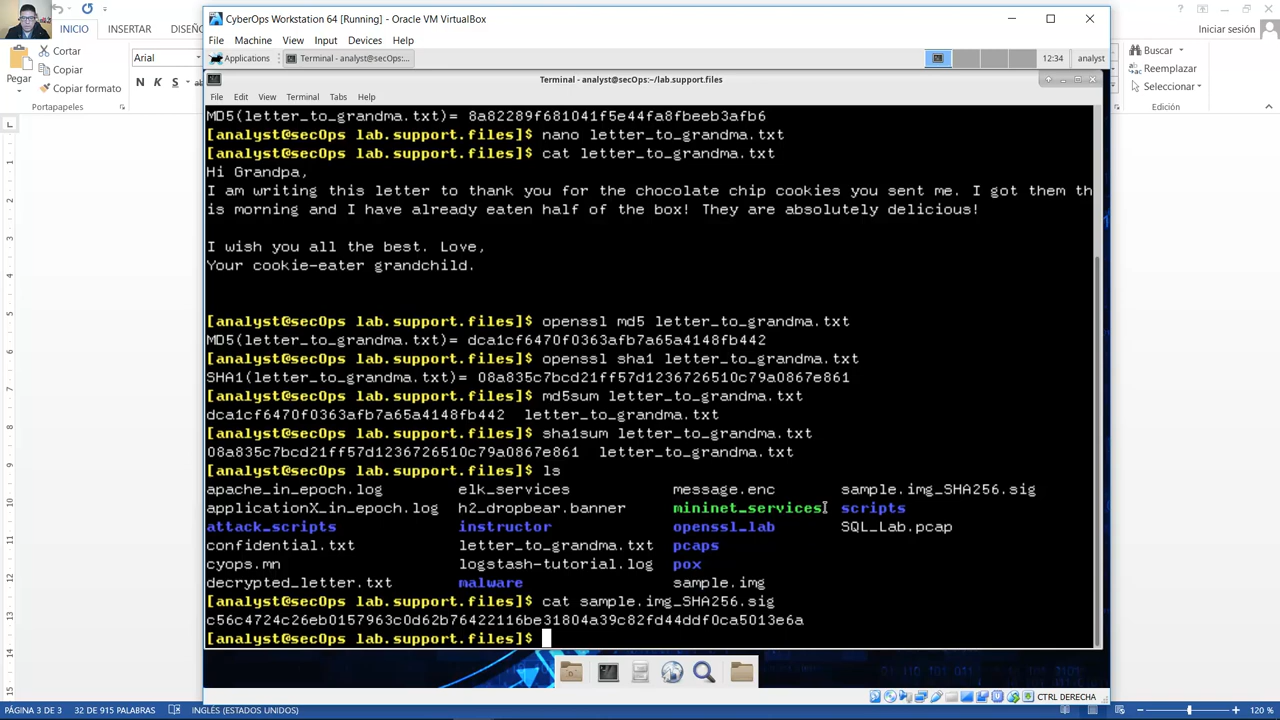 CyberOps Workstation 64 [Running] - Oracle VM VirtualBox
File Machine View Input Devices Help
INICIO INSERTAR
Iniciar sesión
Cortar
Copiar
Copiar formato
Pegar
Portapapeles
Arial
N K S
Buscar
Reemplazar
Seleccionar
Edición
Applications Terminal - analyst@secOps:... 12:34 analyst
Terminal - analyst@secOps:~/lab.support.files
File Edit View Terminal Tabs Help
MD5(letter_to_grandma.txt)= 8a82289f681041f5e44fa8fbeeb3afb6
[analyst@secOps lab.support.files]$ nano letter_to_grandma.txt
[analyst@secOps lab.support.files]$ cat letter_to_grandma.txt
Hi Grandpa,
I am writing this letter to thank you for the chocolate chip cookies you sent me. I got them th
is morning and I have already eaten half of the box! They are absolutely delicious!
I wish you all the best. Love,
Your cookie-eater grandchild.
[analyst@secOps lab.support.files]$ openssl md5 letter_to_grandma.txt
MD5(letter_to_grandma.txt)= dca1cf6470f0363afb7a65a4148fb442
[analyst@secOps lab.support.files]$ openssl sha1 letter_to_grandma.txt
SHA1(letter_to_grandma.txt)= 08a835c7bcd21ff57d1236726510c79a0867e861
[analyst@secOps lab.support.files]$ md5sum letter_to_grandma.txt
dca1cf6470f0363afb7a65a4148fb442 letter_to_grandma.txt
[analyst@secOps lab.support.files]$ sha1sum letter_to_grandma.txt
08a835c7bcd21ff57d1236726510c79a0867e861 letter_to_grandma.txt
[analyst@secOps lab.support.files]$ ls
apache_in_epoch.log elk_services message.enc sample.img_SHA256.sig
applicationX_in_epoch.log h2_dropbear.banner mininet_services scripts
attack_scripts instructor openssl_lab SQL_Lab.pcap
confidential.txt letter_to_grandma.txt pcaps
cyops.mn logstash-tutorial.log pox
decrypted_letter.txt malware sample.img
[analyst@secOps lab.support.files]$ cat sample.img_SHA256.sig
c56c4724c26eb0157963c0d62b76422116be31804a39c82fd44ddf0ca5013e6a
[analyst@secOps lab.support.files]$
CTRL DERECHA
PÁGINA 3 DE 3 32 DE 915 PALABRAS INGLÉS (ESTADOS UNIDOS) 120 %